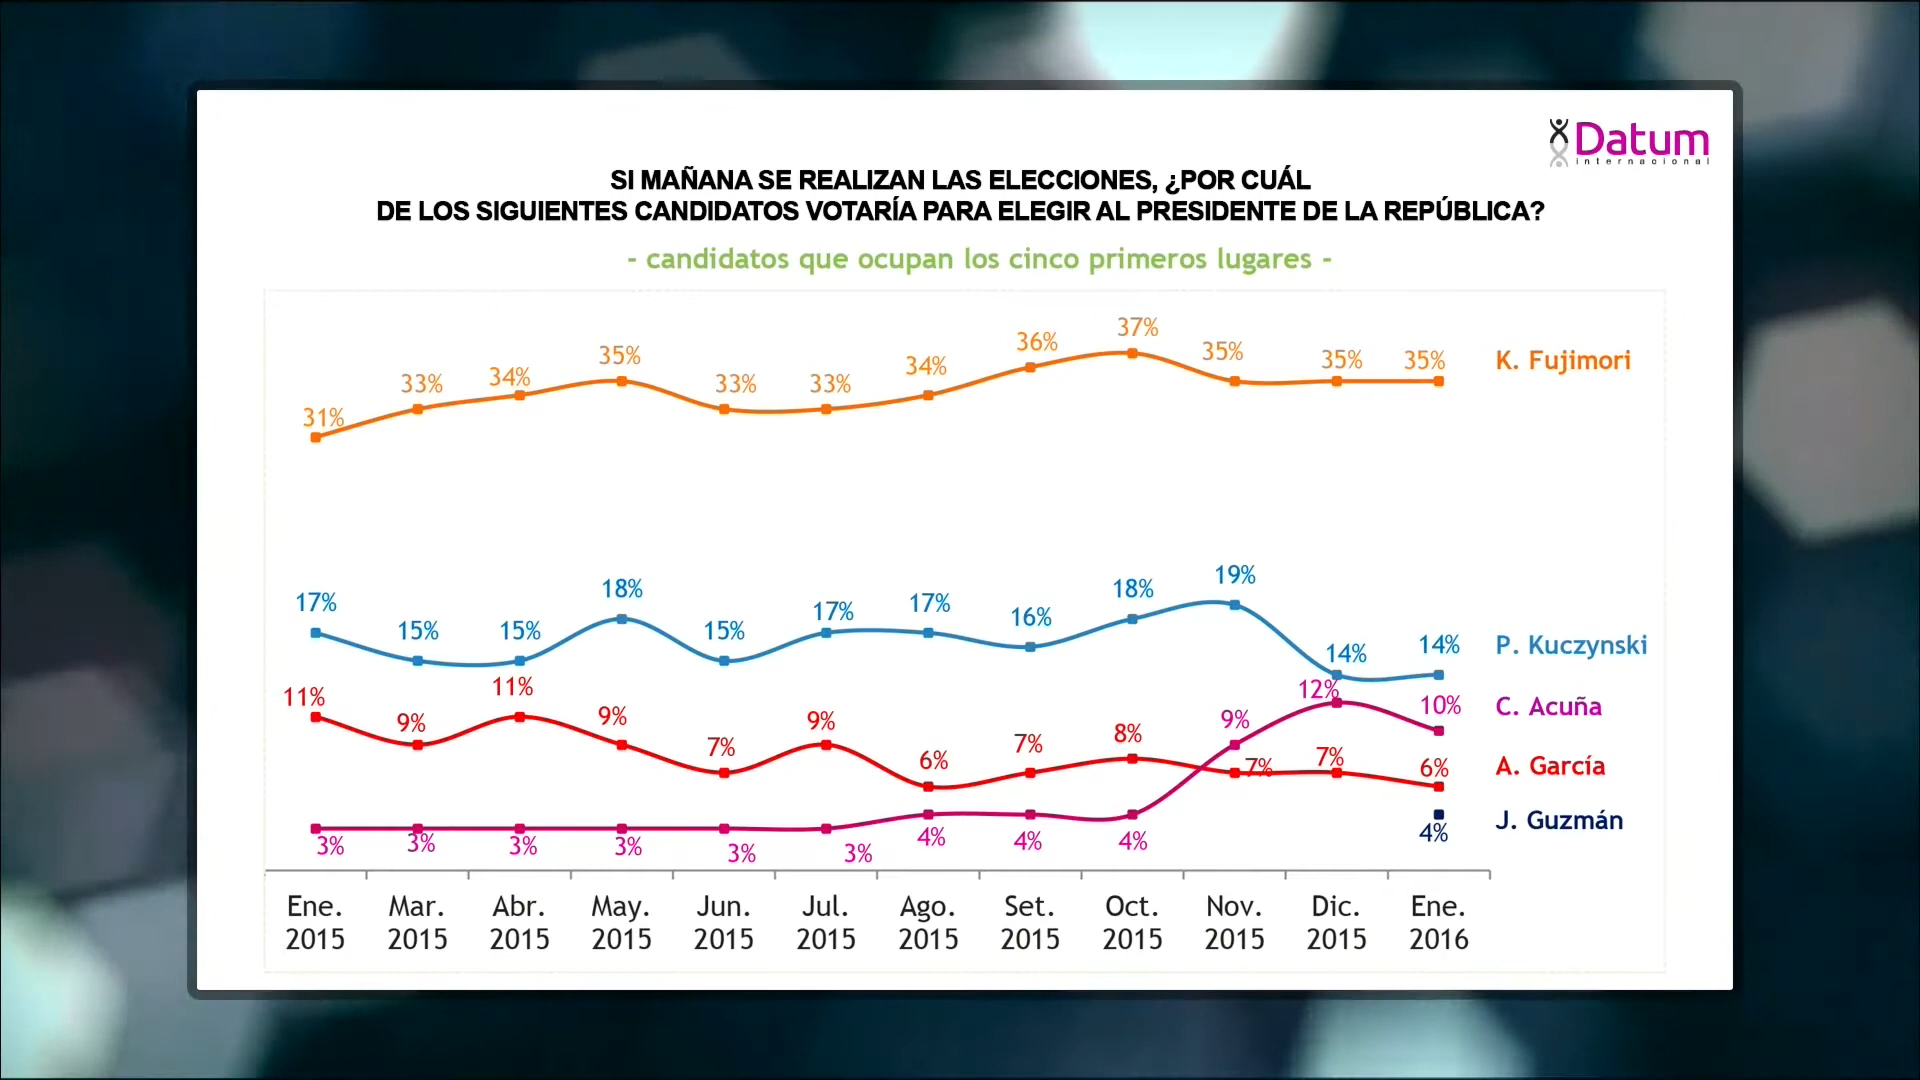 Datum
internacional
SI MAÑANA SE REALIZAN LAS ELECCIONES, ¿POR CUÁL
DE LOS SIGUIENTES CANDIDATOS VOTARÍA PARA ELEGIR AL PRESIDENTE DE LA REPÚBLICA?
- candidatos que ocupan los cinco primeros lugares -
31% 33% 34% 35% 33% 33% 34% 36% 37% 35% 35% 35% K. Fujimori
17% 15% 15% 18% 15% 17% 17% 16% 18% 19% 14% 14% P. Kuczynski
3% 3% 3% 3% 3% 3% 4% 4% 4% 9% 12% 10% C. Acuña
11% 9% 11% 9% 7% 9% 6% 7% 8% 7% 7% 6% A. García
4% J. Guzmán
Ene. Mar. Abr. May. Jun. Jul. Ago. Set. Oct. Nov. Dic. Ene.
2015 2015 2015 2015 2015 2015 2015 2015 2015 2015 2015 2016